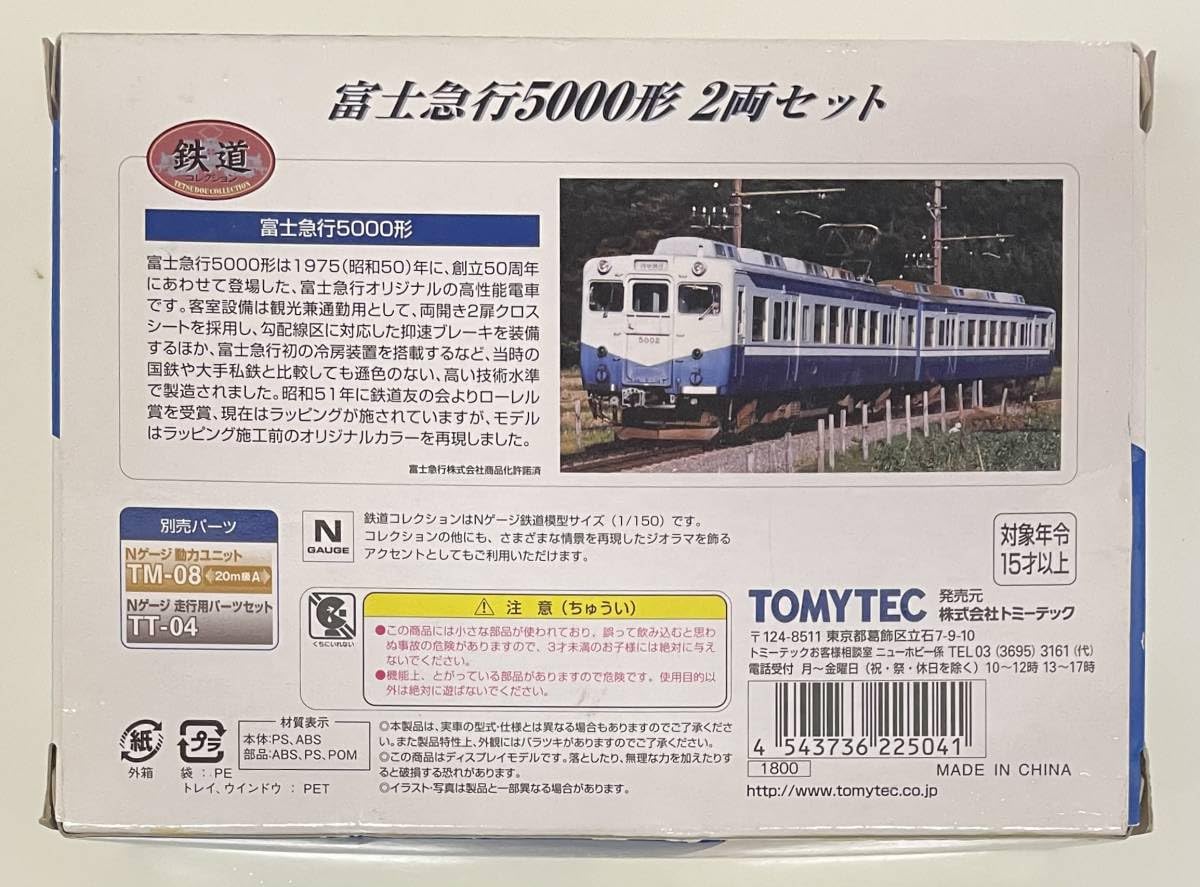 富士急行5000形 2両セット
鉄道
コレクション
TETSUDOU COLLECTION
富士急行5000形
富士急行5000形は1975(昭和50)年に、創立50周年
にあわせて登場した、富士急行オリジナルの高性能電車
です。客室設備は観光兼通勤用として、両開き2扉クロス
シートを採用し、勾配線区に対応した抑速ブレーキを装備
するほか、富士急行初の冷房装置を搭載するなど、当時の
国鉄や大手私鉄と比較しても遜色のない、高い技術水準
で製造されました。昭和51年に鉄道友の会よりローレル
賞を受賞、現在はラッピングが施されていますが、モデル
はラッピング施工前のオリジナルカラーを再現しました。
富士急行株式会社商品化許諾済
5002
別売パーツ
Nゲージ 動力ユニット
TM-08 20m級A
Nゲージ 走行用パーツセット
TT-04
N
GAUGE
鉄道コレクションはNゲージ鉄道模型サイズ(1/150)です。
コレクションの他にも、さまざまな情景を再現したジオラマを飾る
アクセントとしてもご利用いただけます。
対象年令
15才以上
くちにいれない
注 意(ちゅうい)
●この商品には小さな部品が使われており、誤って飲み込むと思わ
ぬ事故の危険がありますので、3才未満のお子様には絶対に与え
ないでください。
●機能上、とがっている部品がありますので危険です。使用目的以
外は絶対に遊ばないでください。
TOMYTEC 発売元
株式会社トミーテック
〒124-8511 東京都葛飾区立石7-9-10
トミーテックお客様相談室 ニューホビー係 TEL03(3695)3161(代)
電話受付 月〜金曜日(祝・祭・休日を除く)10〜12時 13〜17時
紙
外箱
プラ
袋:PE
トレイ、ウインドウ:PET
材質表示
本体:PS、ABS
部品:ABS、PS、POM
◎本製品は、実車の型式・仕様とは異なる場合もありますのでご了承くださ
い。また製品特性上、外観にはバラツキがありますのでご了承ください。
◎この商品はディスプレイモデルです。落としたり、無理な力を加えたりす
ると破損する恐れがあります。
◎イラスト・写真は製品と一部異なる場合があります。
4 543736 225041
1800
MADE IN CHINA
http://www.tomytec.co.jp